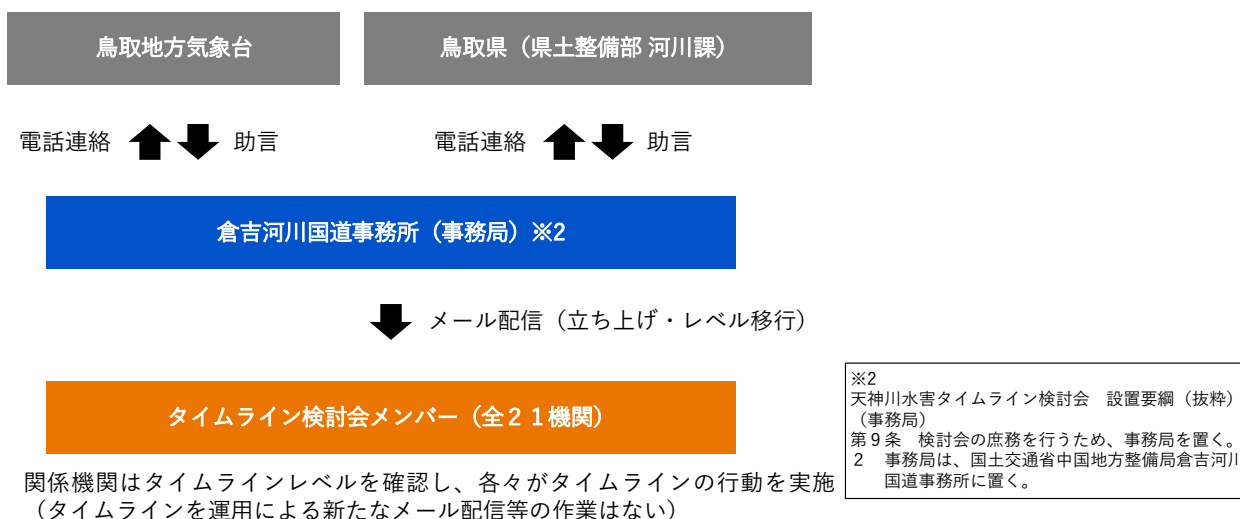 鳥取地方気象台
鳥取県（県土整備部 河川課）
電話連絡
助言
電話連絡
助言
倉吉河川国道事務所（事務局）※2
メール配信（立ち上げ・レベル移行）
タイムライン検討会メンバー（全２１機関）
関係機関はタイムラインレベルを確認し、各々がタイムラインの行動を実施
（タイムラインを運用による新たなメール配信等の作業はない）
※2
天神川水害タイムライン検討会　設置要綱（抜粋）
（事務局）
第９条　検討会の庶務を行うため、事務局を置く。
２　事務局は、国土交通省中国地方整備局倉吉河川
国道事務所に置く。